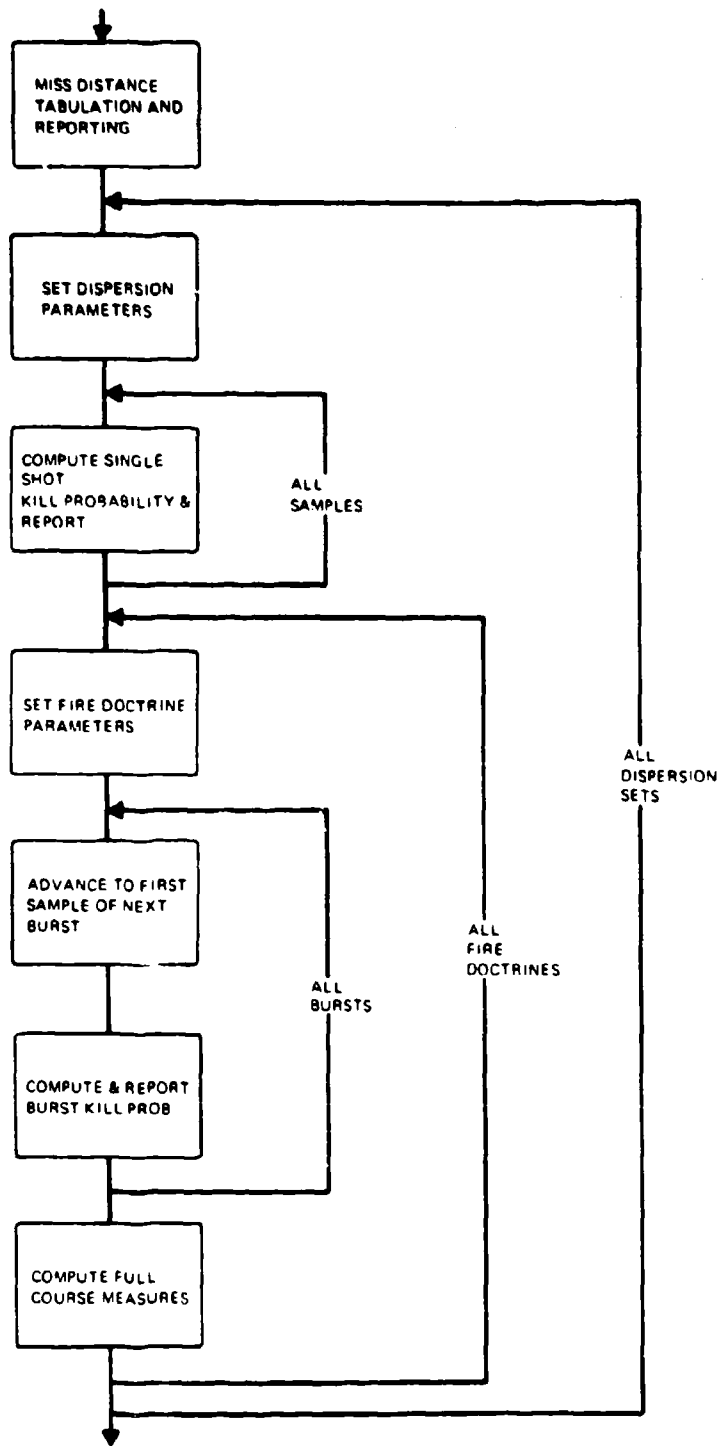 MISS DISTANCE
TABULATION AND
REPORTING
SET DISPERSION
PARAMETERS
COMPUTE SINGLE
SHOT
KILL PROBABILITY &
REPORT
ALL
SAMPLES
SET FIRE DOCTRINE
PARAMETERS
ALL
DISPERSION
SETS
ADVANCE TO FIRST
SAMPLE OF NEXT
BURST
ALL
FIRE
DOCTRINES
ALL
BURSTS
COMPUTE & REPORT
BURST KILL PROB
COMPUTE FULL
COURSE MEASURES